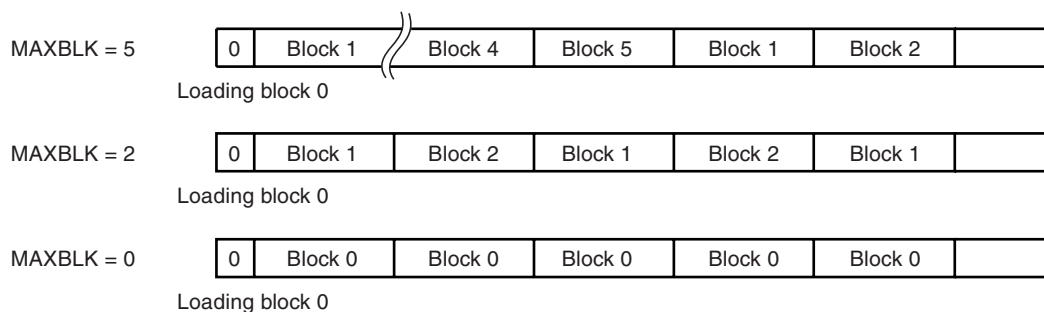 MAXBLK = 5 0 Block 1 Block 4 Block 5 Block 1 Block 2
Loading block 0
MAXBLK = 2 0 Block 1 Block 2 Block 1 Block 2 Block 1
Loading block 0
MAXBLK = 0 0 Block 0 Block 0 Block 0 Block 0 Block 0
Loading block 0